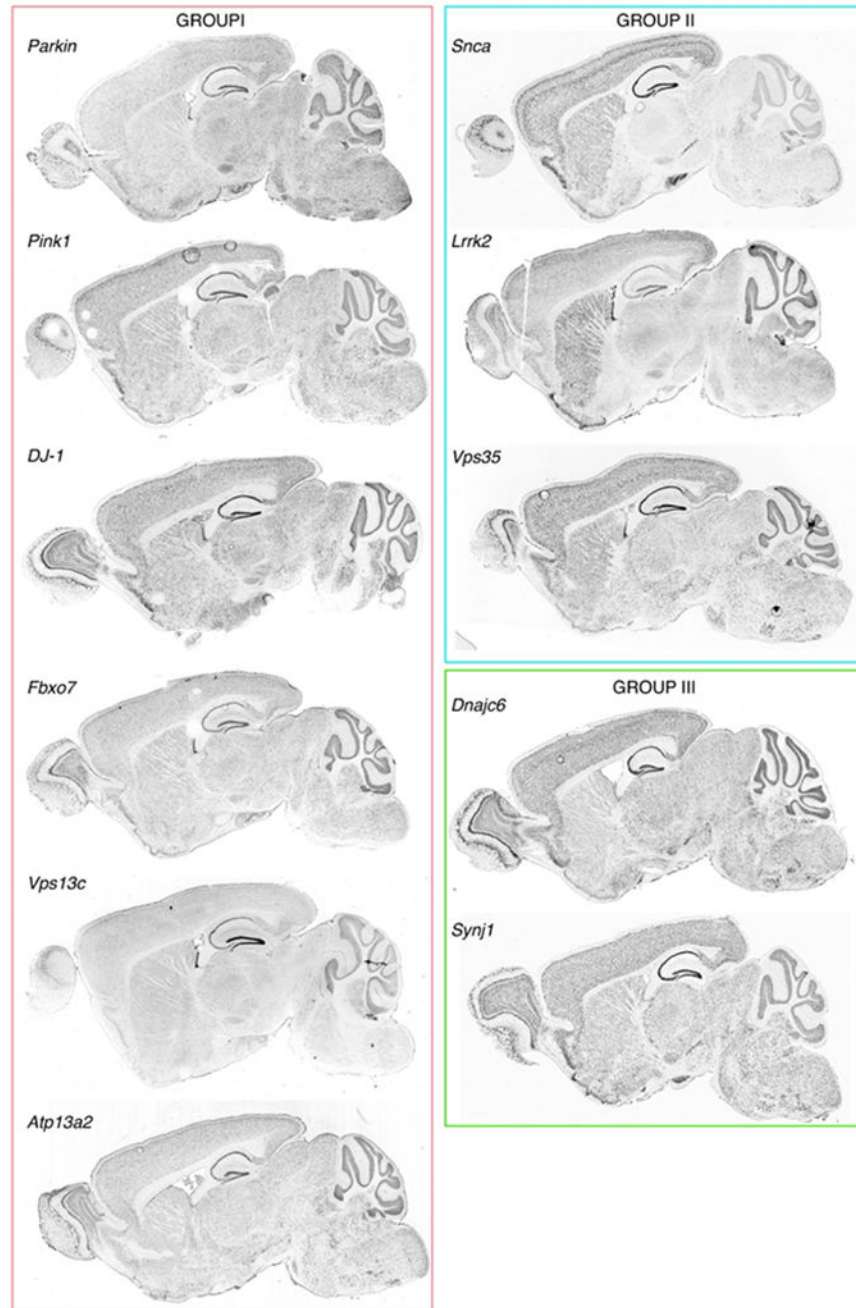 GROUPI
Parkin
Pink1
DJ-1
Fbxo7
Vps13c
Atp13a2
GROUP II
Snca
Lrrk2
Vps35
GROUP III
Dnajc6
Synj1